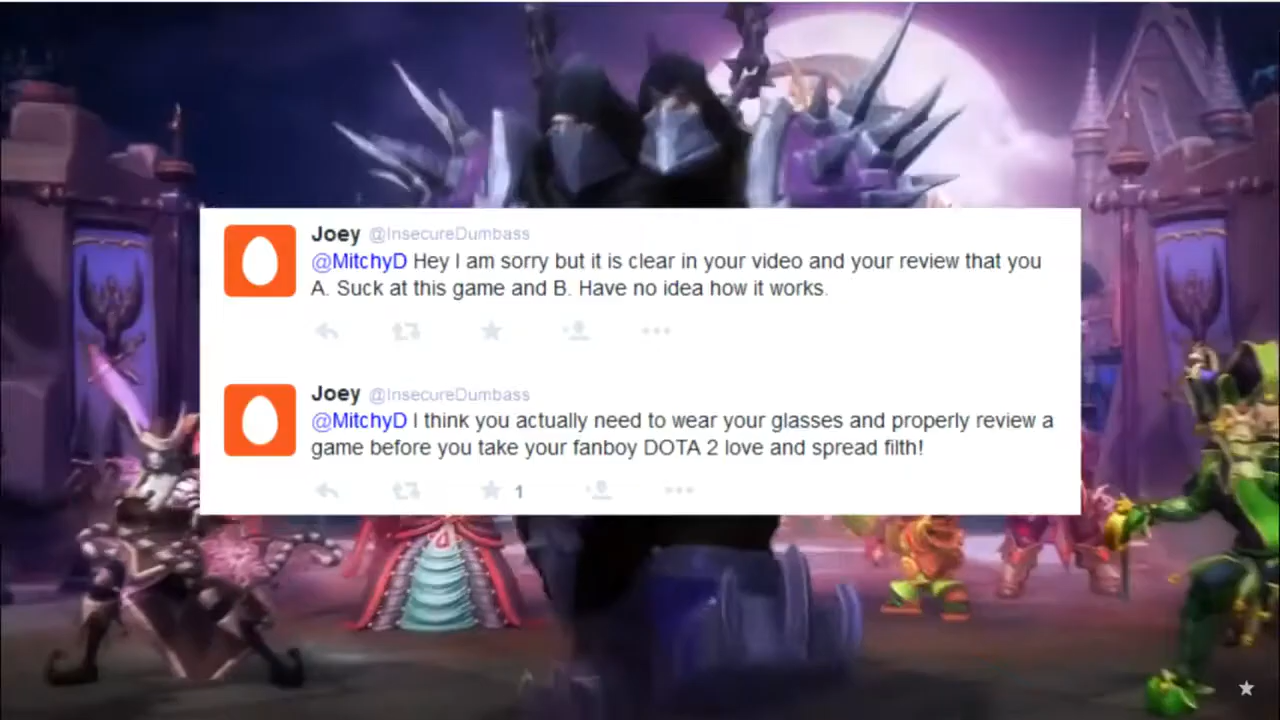 Joey @InsecureDumbass
@MitchyD Hey I am sorry but it is clear in your video and your review that you
A. Suck at this game and B. Have no idea how it works.
Joey @InsecureDumbass
@MitchyD I think you actually need to wear your glasses and properly review a
game before you take your fanboy DOTA 2 love and spread filth!
1